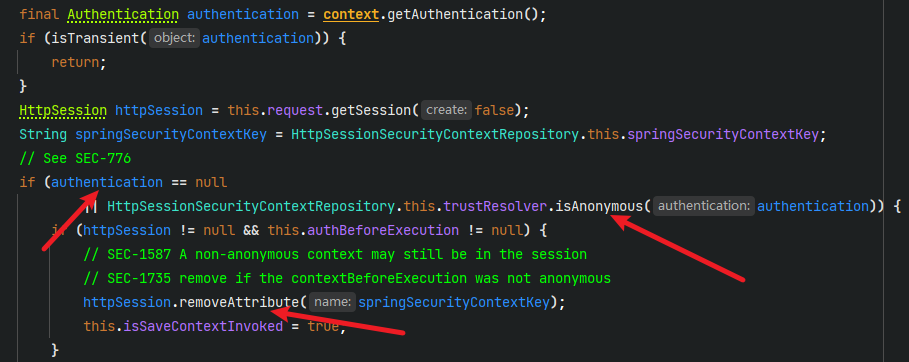 final Authentication authentication = context.getAuthentication();
if (isTransient( object: authentication)) {
return;
}
HttpSession httpSession = this.request.getSession( create: false);
String springSecurityContextKey = HttpSessionSecurityContextRepository.this.springSecurityContextKey;
// See SEC-776
if (authentication == null
|| HttpSessionSecurityContextRepository.this.trustResolver.isAnonymous( authentication: authentication)) {
if (httpSession != null && this.authBeforeExecution != null) {
// SEC-1587 A non-anonymous context may still be in the session
// SEC-1735 remove if the contextBeforeExecution was not anonymous
httpSession.removeAttribute( name: springSecurityContextKey);
this.isSaveContextInvoked = true;
}